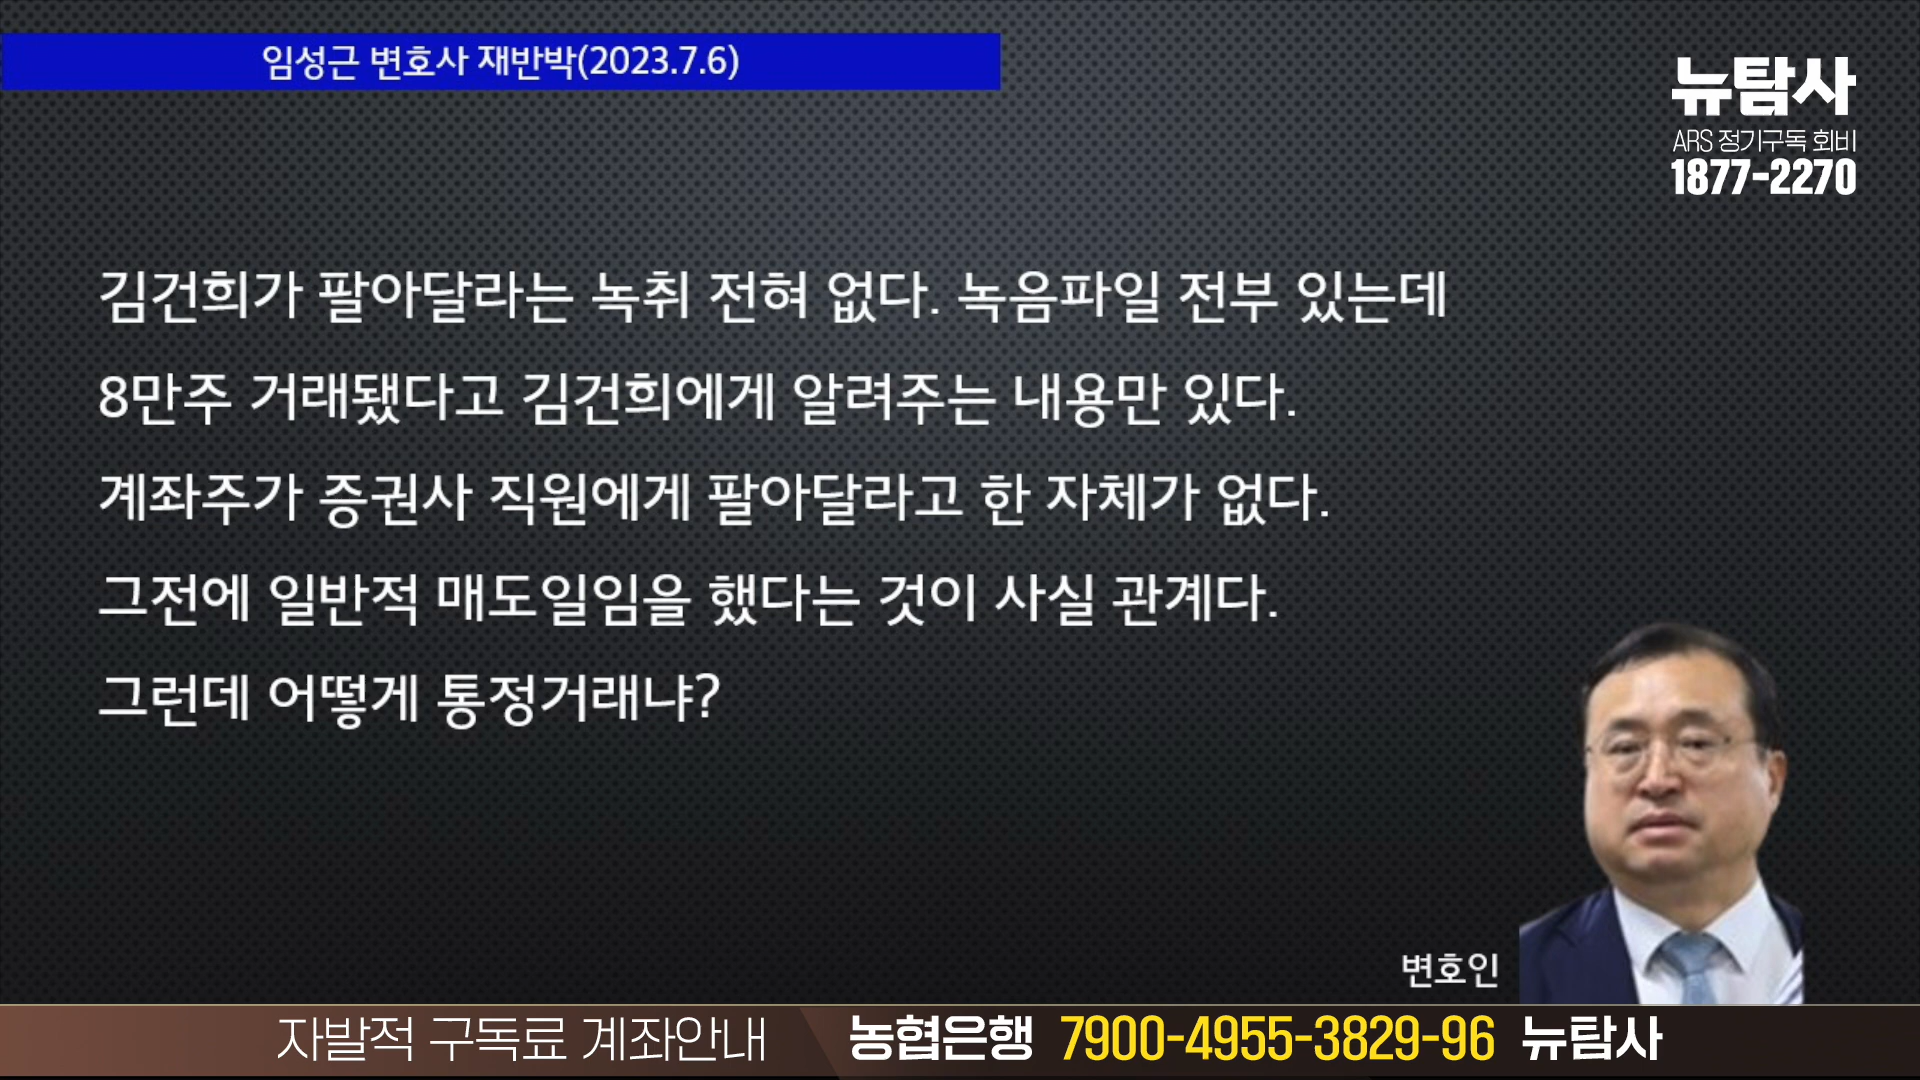 임성근 변호사 재반박(2023.7.6)
뉴탐사
ARS 정기구독 회비
1877-2270
김건희가 팔아달라는 녹취 전혀 없다. 녹음파일 전부 있는데
8만주 거래됐다고 김건희에게 알려주는 내용만 있다.
계좌주가 증권사 직원에게 팔아달라고 한 자체가 없다.
그전에 일반적 매도일임을 했다는 것이 사실 관계다.
그런데 어떻게 통정거래냐?
변호인
자발적 구독료 계좌안내 농협은행 7900-4955-3829-96 뉴탐사